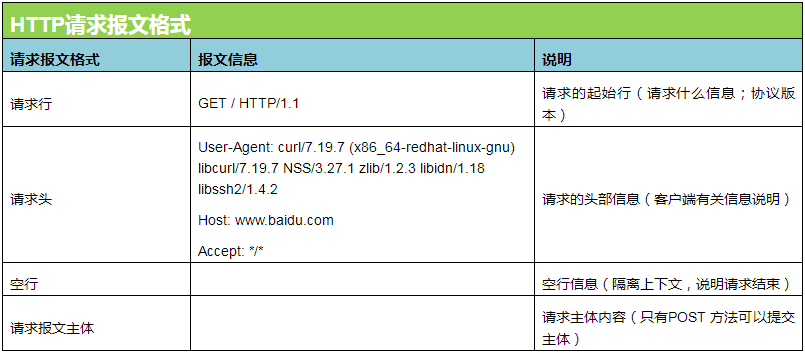 HTTP请求报文格式
请求报文格式 报文信息 说明
请求行 GET / HTTP/1.1 请求的起始行（请求什么信息；协议版
本）
请求头 User-Agent: curl/7.19.7 (x86_64-redhat-linux-gnu)
libcurl/7.19.7 NSS/3.27.1 zlib/1.2.3 libidn/1.18
libssh2/1.4.2
Host: www.baidu.com
Accept: */*
请求的头部信息（客户端有关信息说明）
空行 空行信息（隔离上下文，说明请求结束）
请求报文主体 请求主体内容（只有POST 方法可以提交
主体）